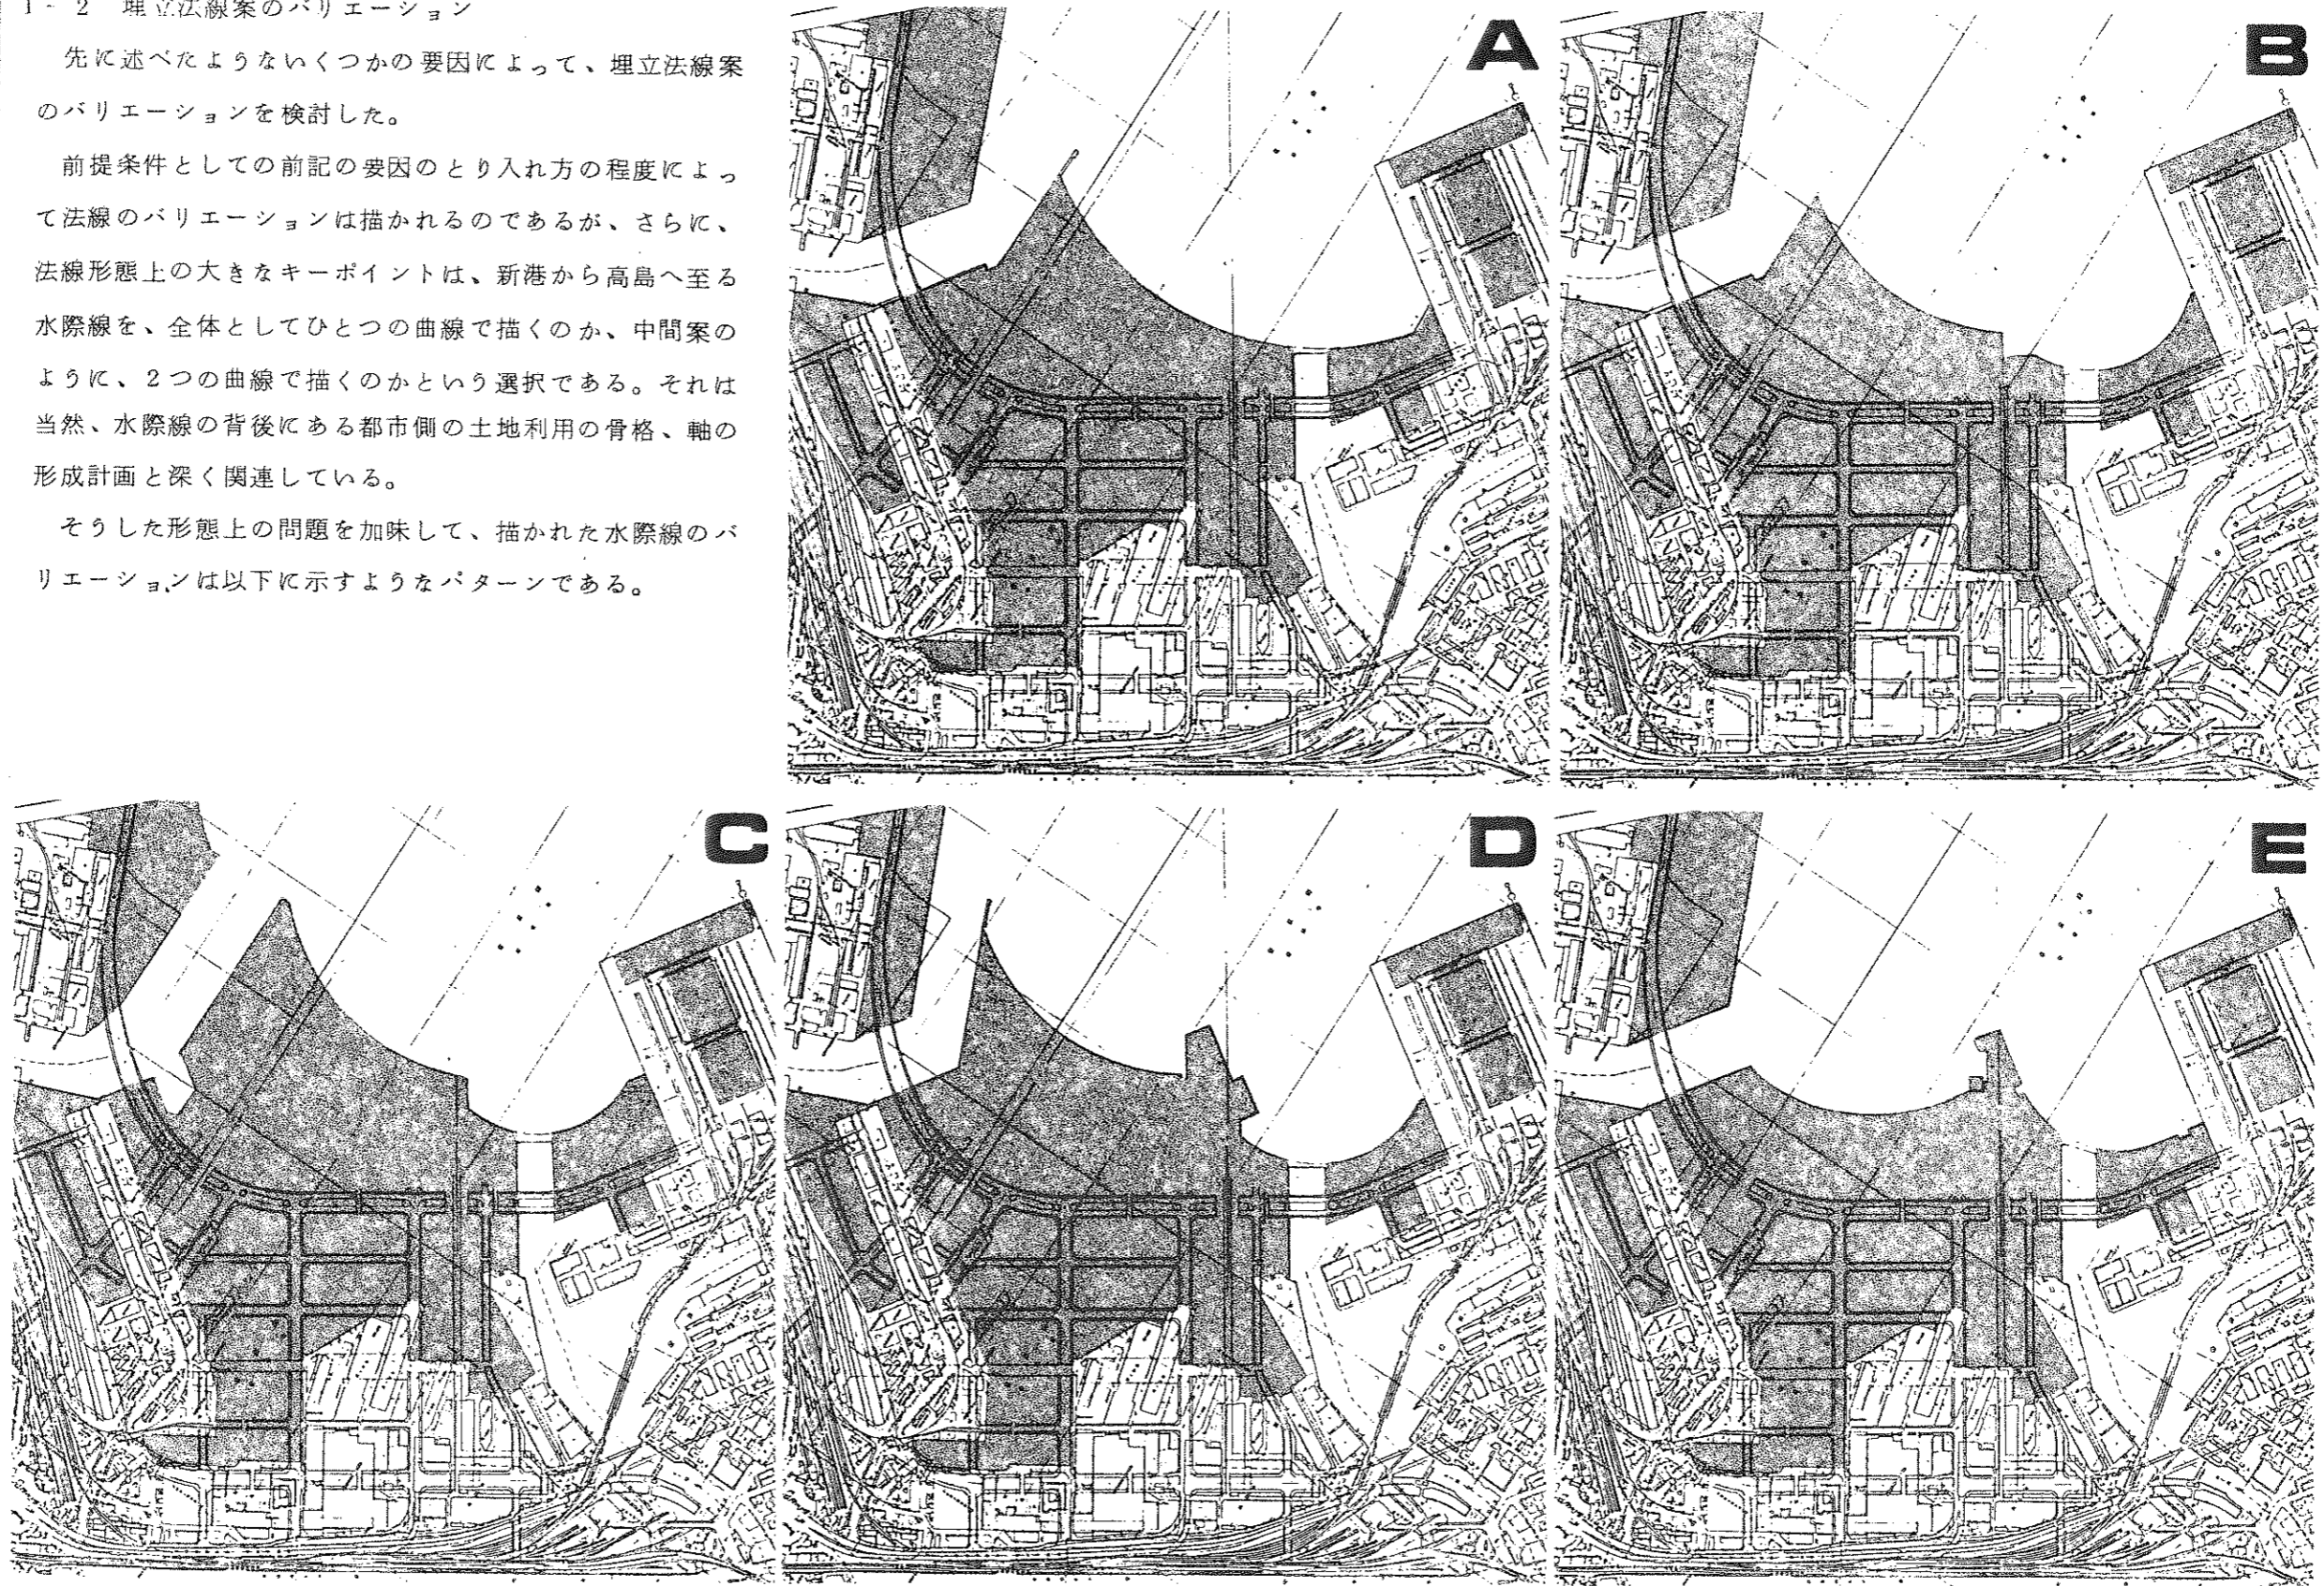 1-2 埋立法線案のバリエーション
先に述べたようないくつかの要因によって、埋立法線案
のバリエーションを検討した。
前提条件としての前記の要因のとり入れ方の程度によっ
て法線のバリエーションは描かれるのであるが、さらに、
法線形態上の大きなキーポイントは、新港から高島へ至る
水際線を、全体としてひとつの曲線で描くのか、中間案の
ように、2つの曲線で描くのかという選択である。それは
当然、水際線の背後にある都市側の土地利用の骨格、軸の
形成計画と深く関連している。
そうした形態上の問題を加味して、描かれた水際線のバ
リエーションは以下に示すようなパターンである。
A
B
C
D
E